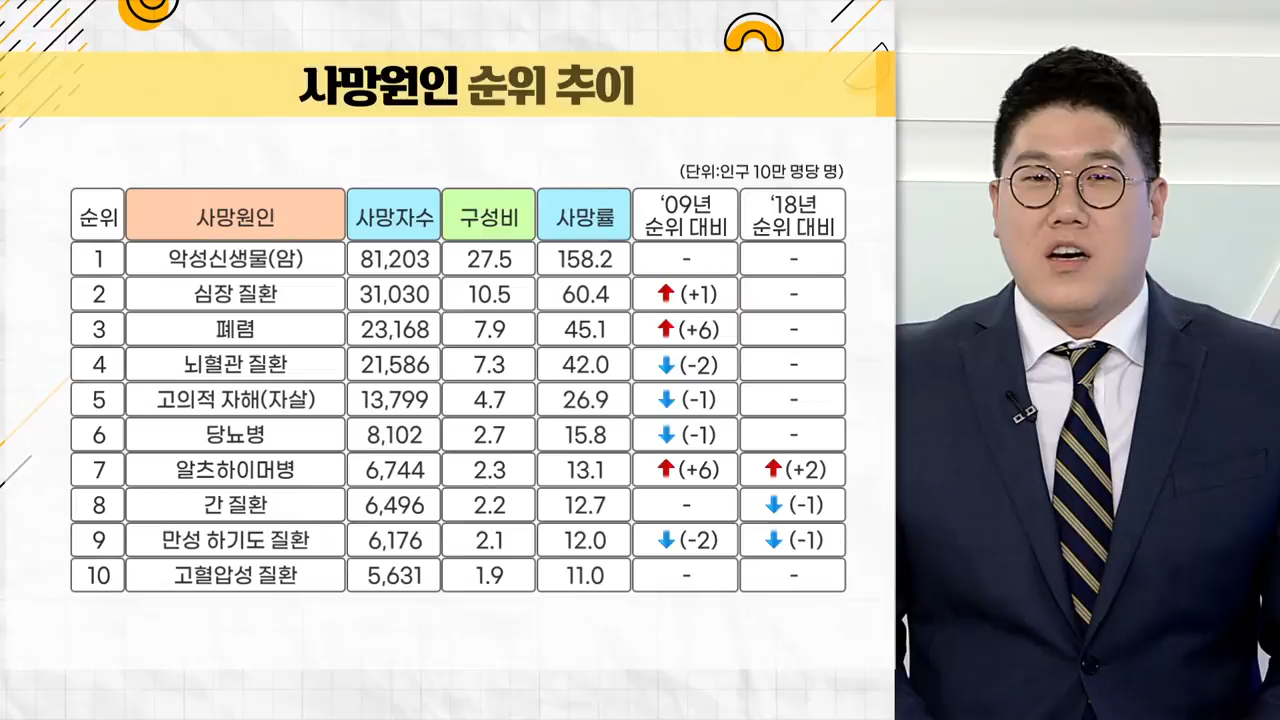 사망원인 순위 추이
(단위:인구 10만 명당 명)
순위 사망원인 사망자수 구성비 사망률 ‘09년 순위 대비 ‘18년 순위 대비
1 악성신생물(암) 81,203 27.5 158.2 - -
2 심장 질환 31,030 10.5 60.4 (+1) -
3 폐렴 23,168 7.9 45.1 (+6) -
4 뇌혈관 질환 21,586 7.3 42.0 (-2) -
5 고의적 자해(자살) 13,799 4.7 26.9 (-1) -
6 당뇨병 8,102 2.7 15.8 (-1) -
7 알츠하이머병 6,744 2.3 13.1 (+6) (+2)
8 간 질환 6,496 2.2 12.7 - (-1)
9 만성 하기도 질환 6,176 2.1 12.0 (-2) (-1)
10 고혈압성 질환 5,631 1.9 11.0 - -